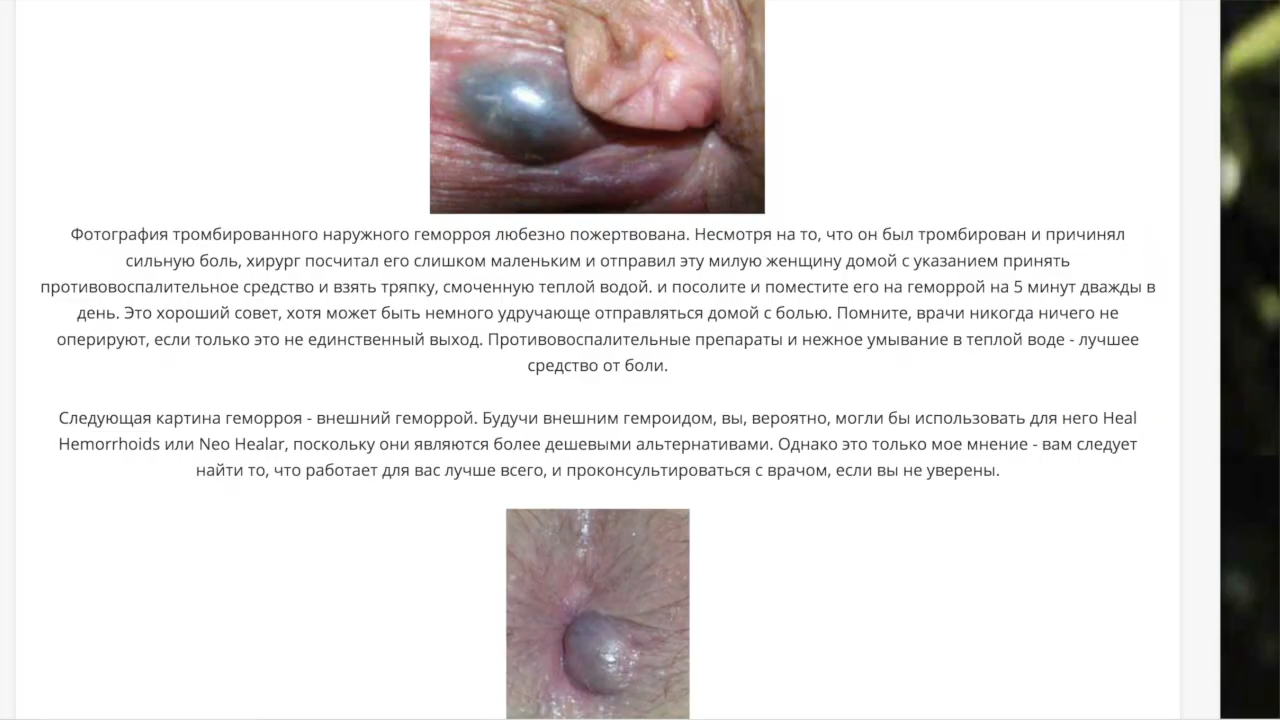 Фотография тромбированного наружного геморроя любезно пожертвована. Несмотря на то, что он был тромбирован и причинял
сильную боль, хирург посчитал его слишком маленьким и отправил эту милую женщину домой с указанием принять
противовоспалительное средство и взять тряпку, смоченную теплой водой. и посолите и поместите его на геморрой на 5 минут дважды в
день. Это хороший совет, хотя может быть немного удручающе отправляться домой с болью. Помните, врачи никогда ничего не
оперируют, если только это не единственный выход. Противовоспалительные препараты и нежное умывание в теплой воде - лучшее
средство от боли.
Следующая картина геморроя - внешний геморрой. Будучи внешним гемроидом, вы, вероятно, могли бы использовать для него Heal
Hemorrhoids или Neo Healar, поскольку они являются более дешевыми альтернативами. Однако это только мое мнение - вам следует
найти то, что работает для вас лучше всего, и проконсультироваться с врачом, если вы не уверены.